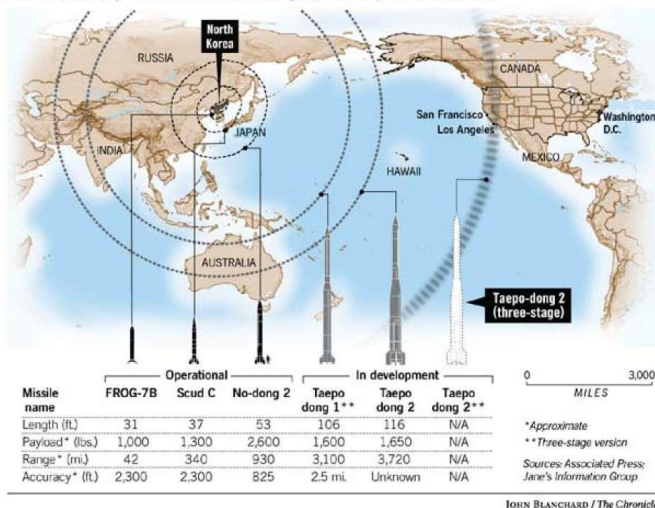 North
Korea
RUSSIA
CANADA
San Francisco
Los Angeles
Washington
D.C.
JAPAN
INDIA
MEXICO
HAWAII
AUSTRALIA
Taepo-dong 2
(three-stage)
Operational
In development
Missile name FROG-7B Scud C No-dong 2 Taepo dong 1** Taepo dong 2 Taepo dong 2**
Length (ft.) 31 37 53 106 116 N/A
Payload* (lbs.) 1,000 1,300 2,600 1,600 1,650 N/A
Range* (mi.) 42 340 930 3,100 3,720 N/A
Accuracy* (ft.) 2,300 2,300 825 2.5 mi. Unknown N/A
0 3,000
MILES
*Approximate
**Three-stage version
Sources: Associated Press;
Jane's Information Group
JOHN BLANCHARD / The Chronicle